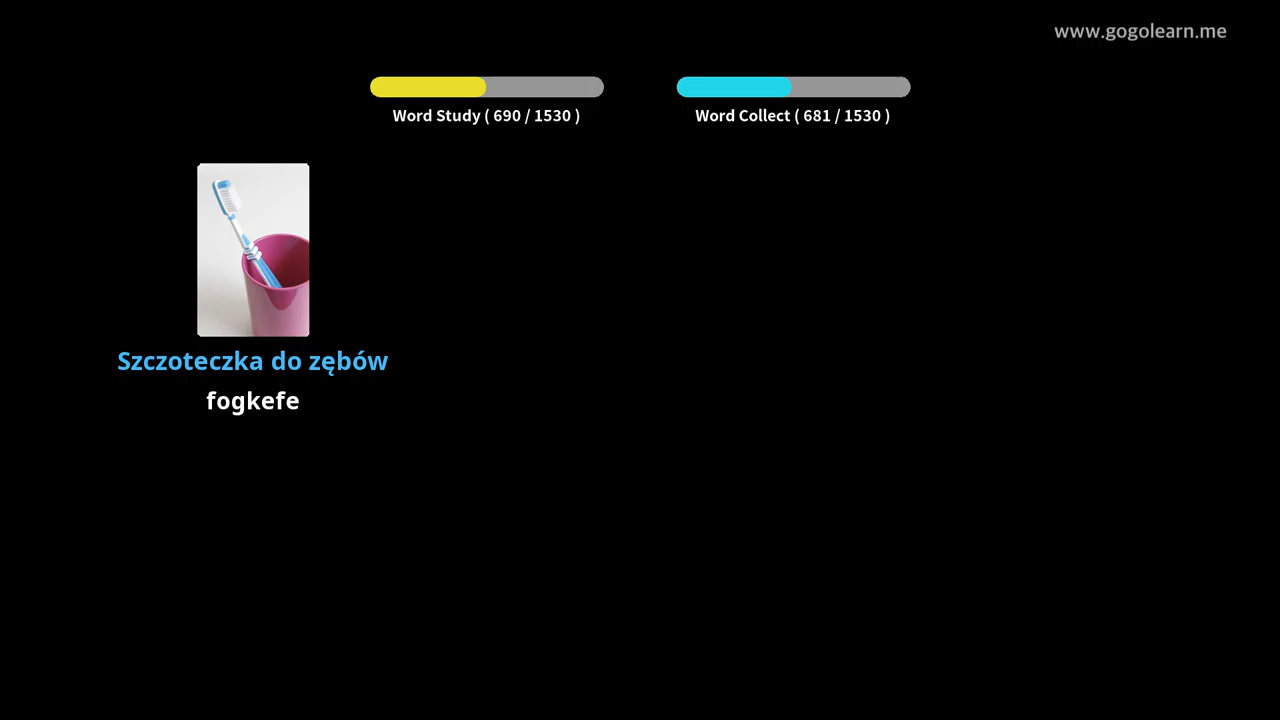 www.gogolearn.me
Word Study ( 690 / 1530 )
Word Collect ( 681 / 1530 )
Szczoteczka do zębów
fogkefe